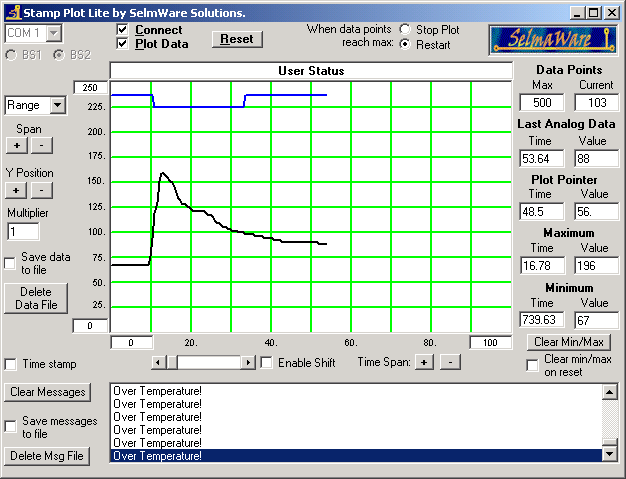 Stamp Plot Lite by SelmWare Solutions.
COM 1
BS1 BS2
Connect
Plot Data
Reset
When data points
reach max:
Stop Plot
Restart
SelmaWare
User Status
Range
Span
+ -
Y Position
+ -
Multiplier
1
Save data
to file
Delete
Data File
250
225.
200.
175.
150.
125.
100.
75.
50.
25.
0
0 20. 40. 60. 80. 100
Data Points
Max Current
500 103
Last Analog Data
Time Value
53.64 88
Plot Pointer
Time Value
48.5 56.
Maximum
Time Value
16.78 196
Minimum
Time Value
739.63 67
Clear Min/Max
Clear min/max
on reset
Time stamp
Enable Shift
Time Span: + -
Clear Messages
Save messages
to file
Delete Msg File
Over Temperature!
Over Temperature!
Over Temperature!
Over Temperature!
Over Temperature!
Over Temperature!